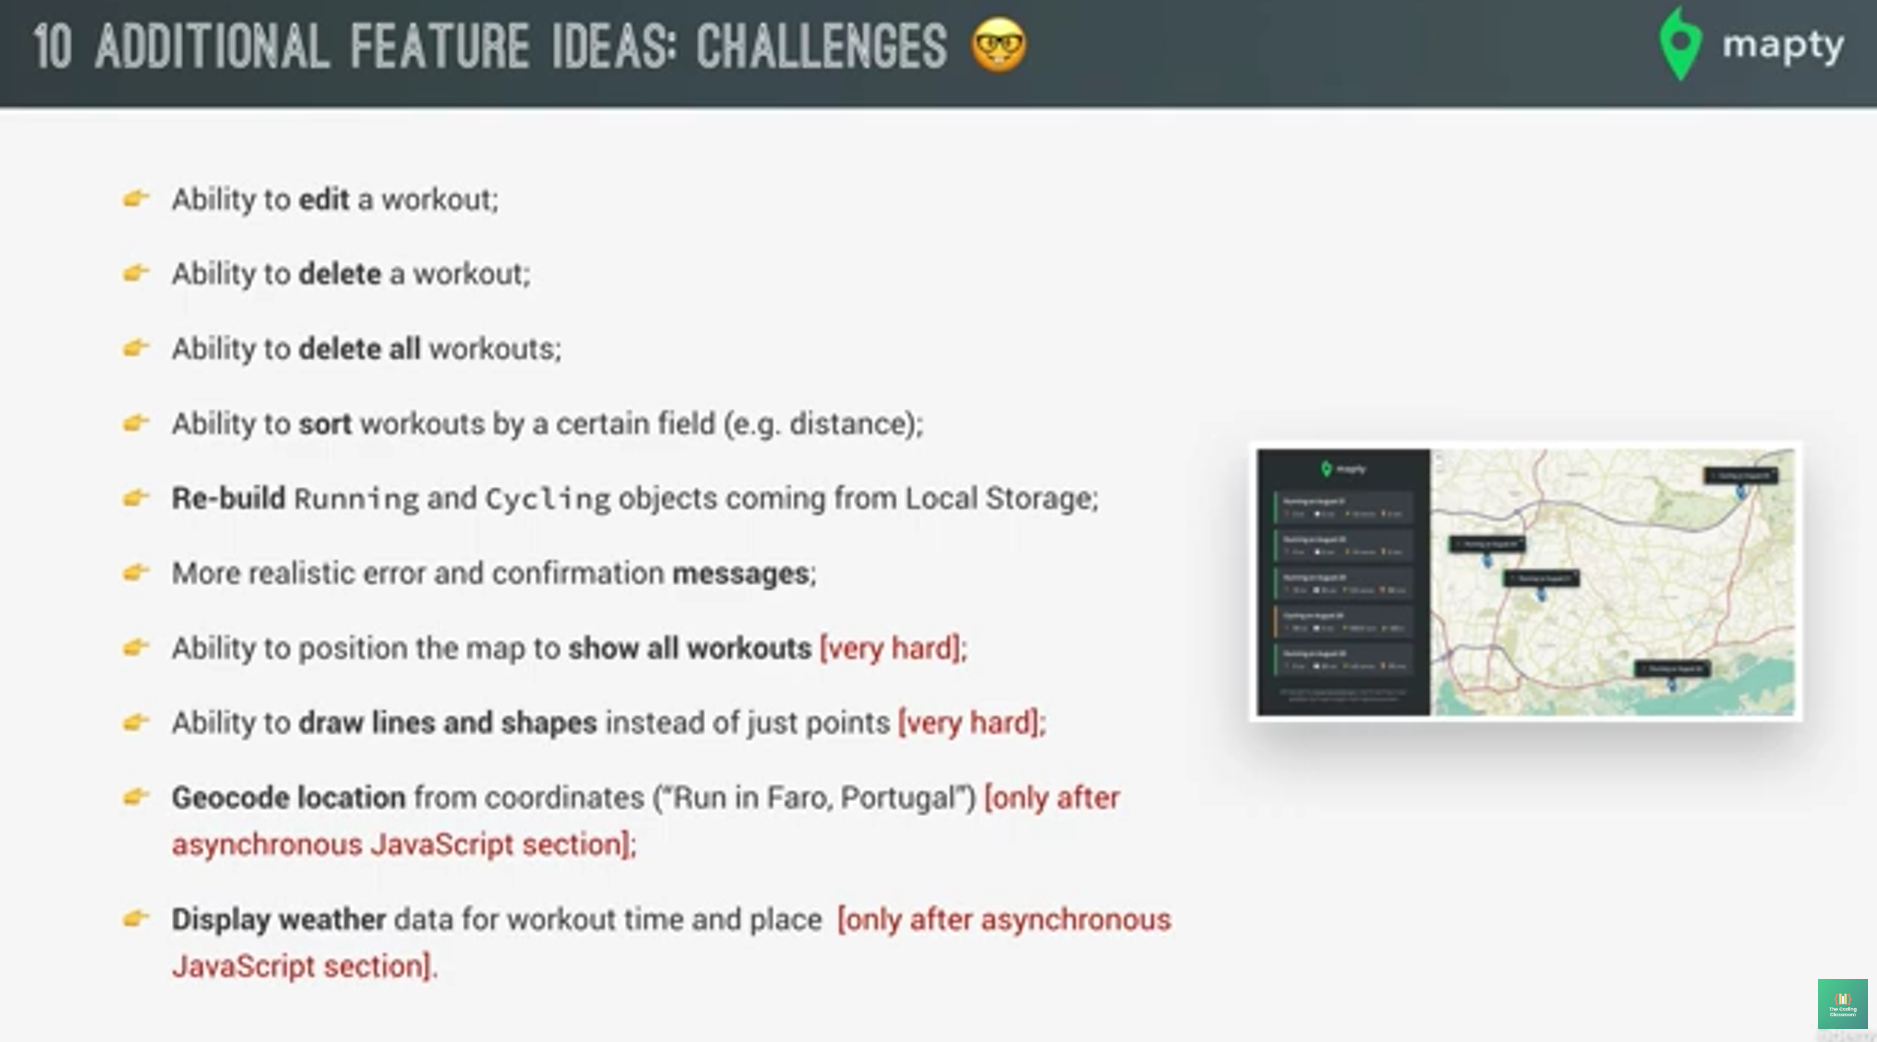 10 ADDITIONAL FEATURE IDEAS: CHALLENGES 🤓
mapty
Ability to edit a workout;
Ability to delete a workout;
Ability to delete all workouts;
Ability to sort workouts by a certain field (e.g. distance);
Re-build Running and Cycling objects coming from Local Storage;
More realistic error and confirmation messages;
Ability to position the map to show all workouts [very hard];
Ability to draw lines and shapes instead of just points [very hard];
Geocode location from coordinates (“Run in Faro, Portugal”) [only after
asynchronous JavaScript section];
Display weather data for workout time and place [only after asynchronous
JavaScript section].
mapty
The Coding
Classroom